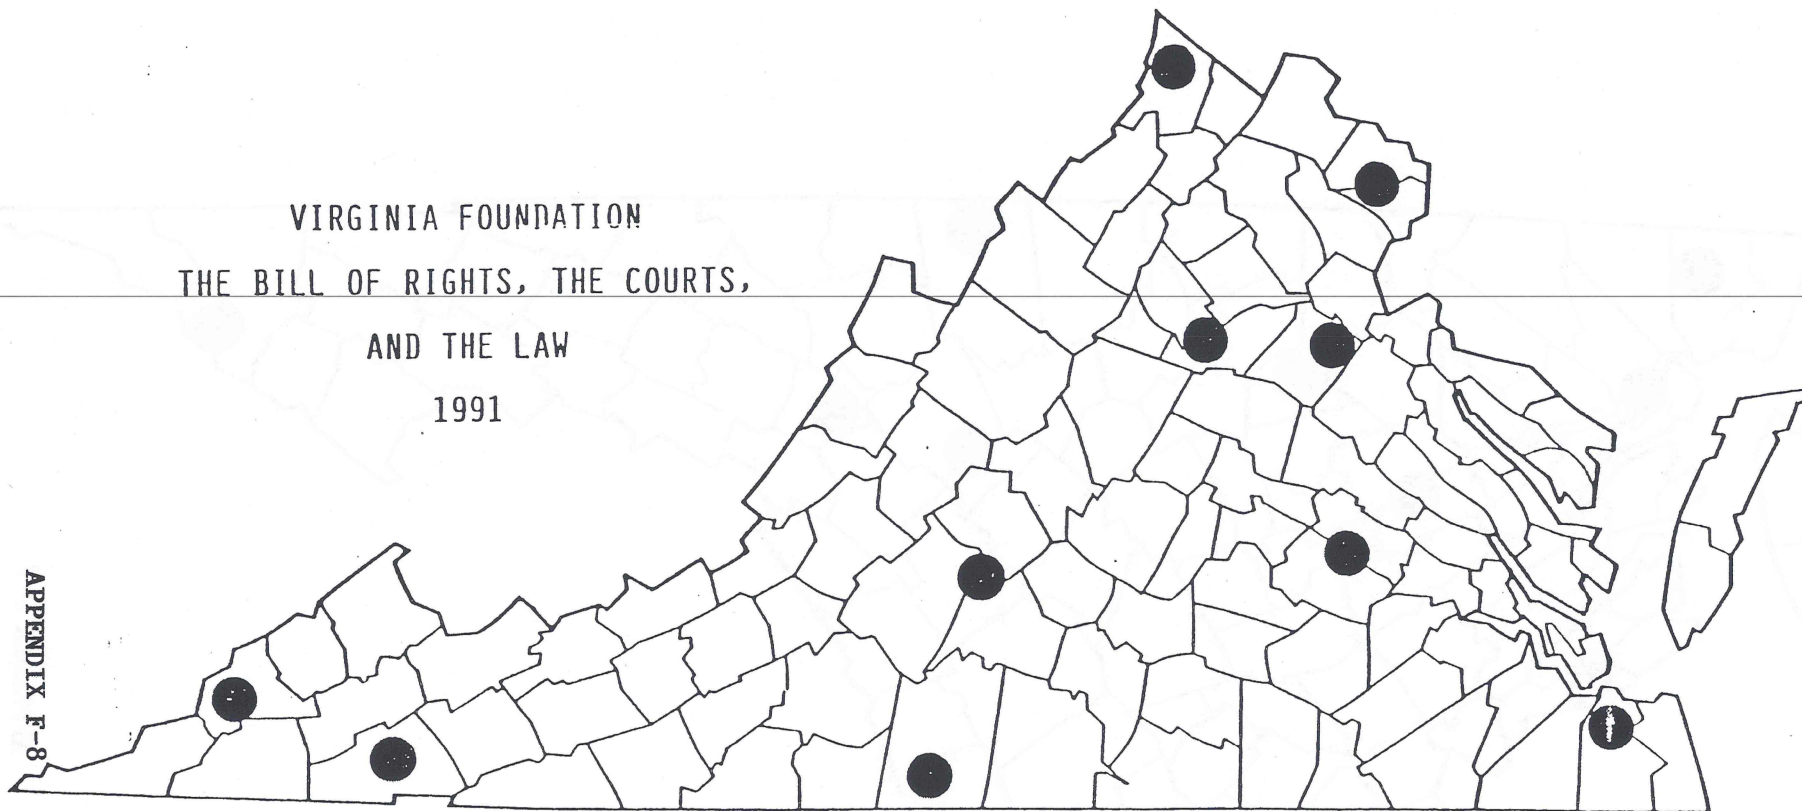 VIRGINIA FOUNDATION
THE BILL OF RIGHTS, THE COURTS,
AND THE LAW
1991
APPENDIX F-8